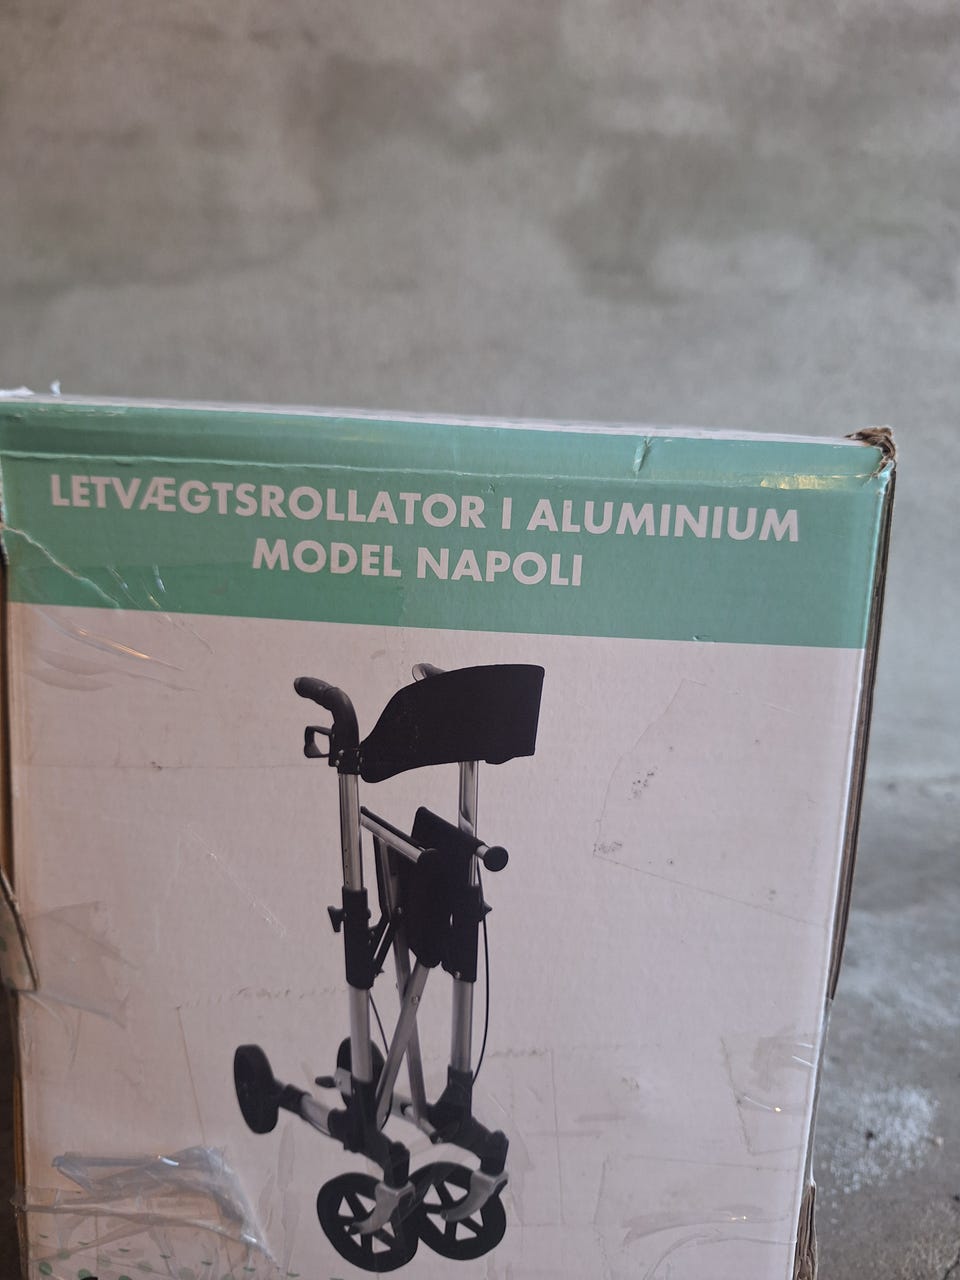 LETVÆGTSROLLATOR I ALUMINIUM
MODEL NAPOLI